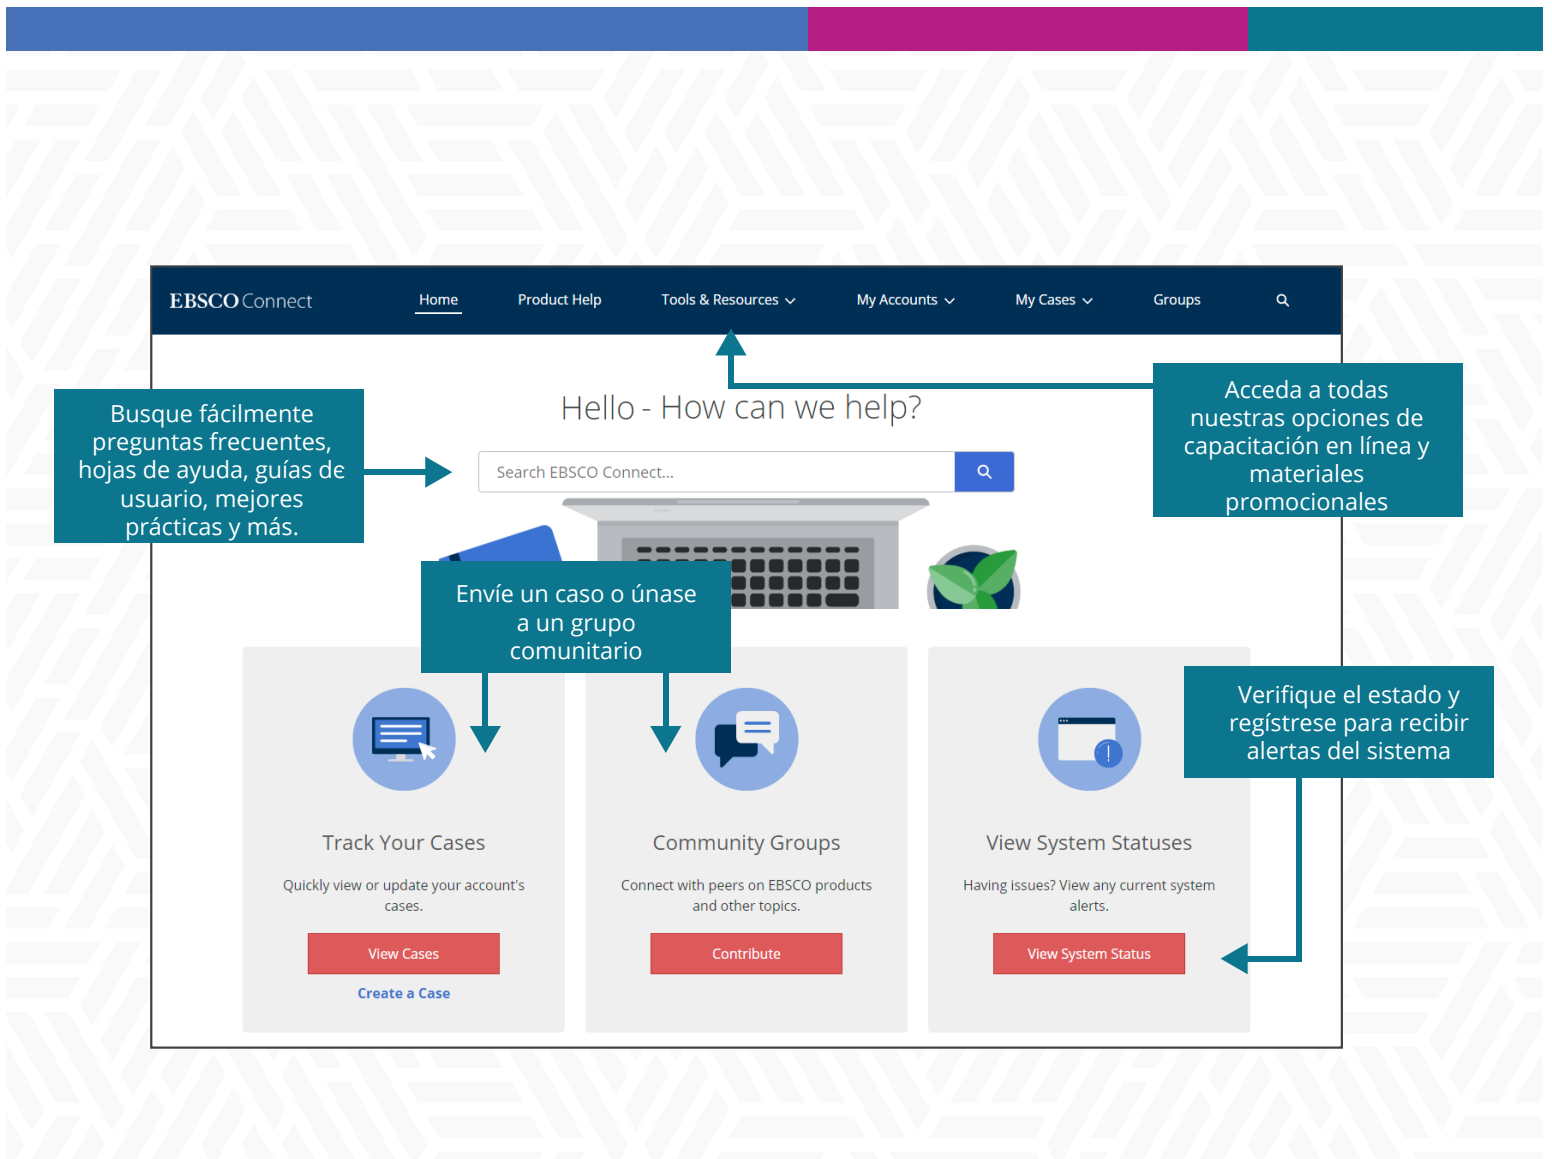 EBSCO Connect
Home
Product Help
Tools & Resources
My Accounts
My Cases
Groups
Busque fácilmente
preguntas frecuentes,
hojas de ayuda, guías de
usuario, mejores
prácticas y más.
Hello - How can we help?
Search EBSCO Connect...
Acceda a todas
nuestras opciones de
capacitación en línea y
materiales
promocionales
Envíe un caso o únase
a un grupo
comunitario
Verifique el estado y
regístrese para recibir
alertas del sistema
Track Your Cases
Quickly view or update your account's
cases.
View Cases
Create a Case
Community Groups
Connect with peers on EBSCO products
and other topics.
Contribute
View System Statuses
Having issues? View any current system
alerts.
View System Status